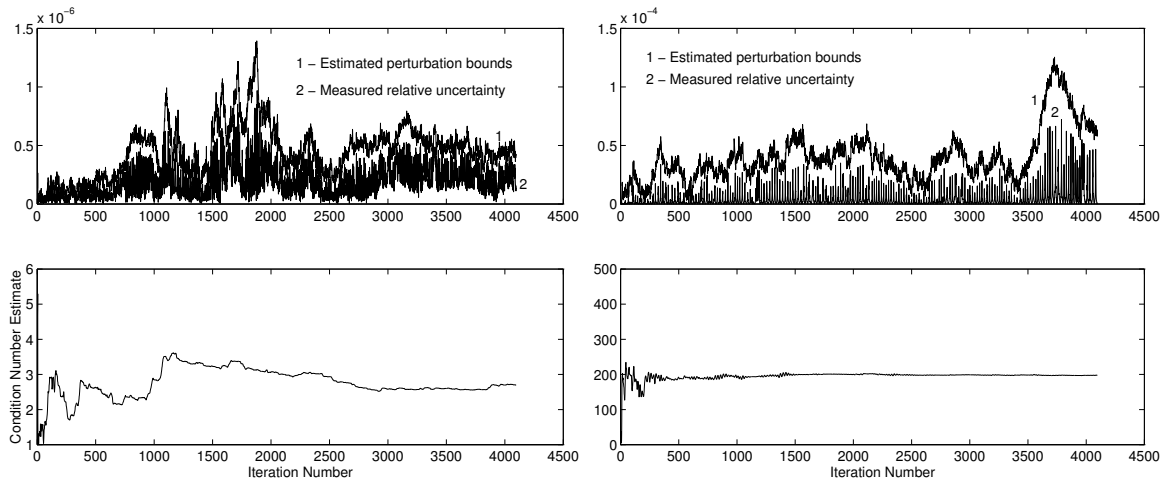 x 10⁻⁶
1.5
1
0.5
0
1 − Estimated perturbation bounds
2 − Measured relative uncertainty
1
2
0 500 1000 1500 2000 2500 3000 3500 4000 4500
x 10⁻⁴
1.5
1
0.5
0
1 − Estimated perturbation bounds
2 − Measured relative uncertainty
1
2
0 500 1000 1500 2000 2500 3000 3500 4000 4500
Condition Number Estimate
6
5
4
3
2
1
0 500 1000 1500 2000 2500 3000 3500 4000 4500
Iteration Number
500
400
300
200
100
0
0 500 1000 1500 2000 2500 3000 3500 4000 4500
Iteration Number